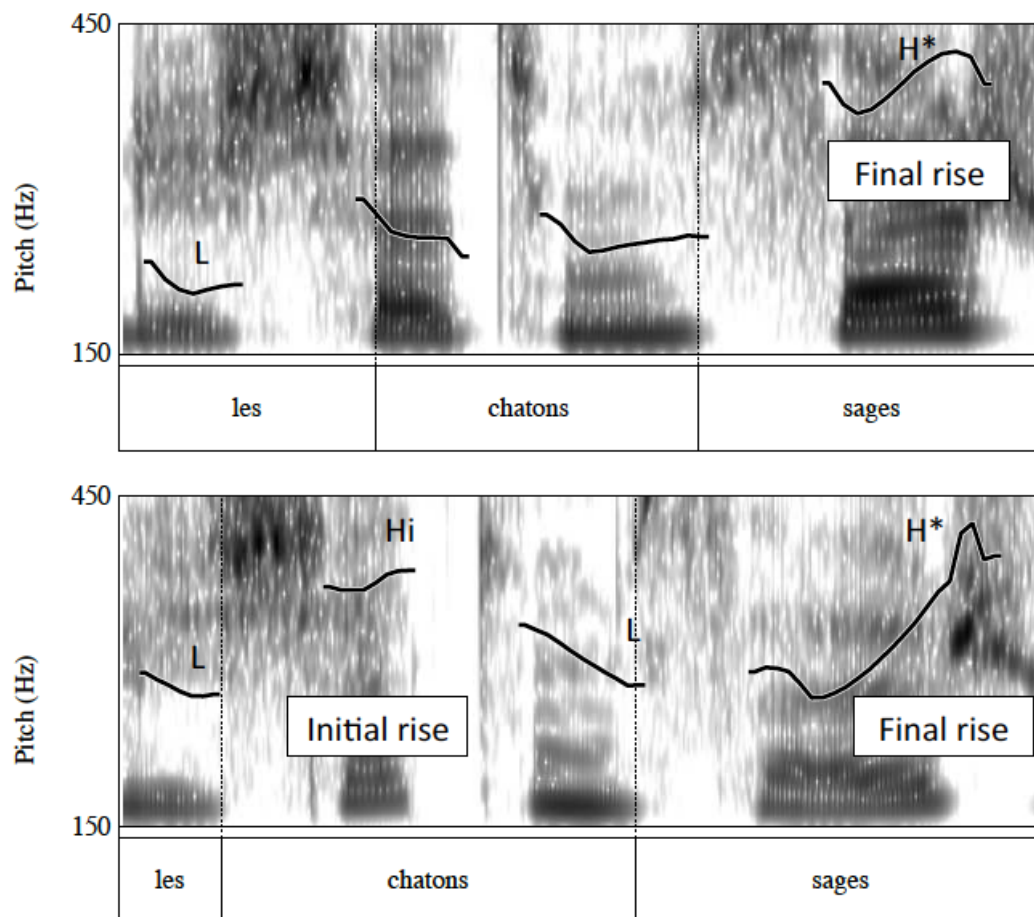 450
H*
Final rise
L
Pitch (Hz)
150
les chatons sages
450
Hi
H*
L
L
Initial rise
Final rise
Pitch (Hz)
150
les chatons sages